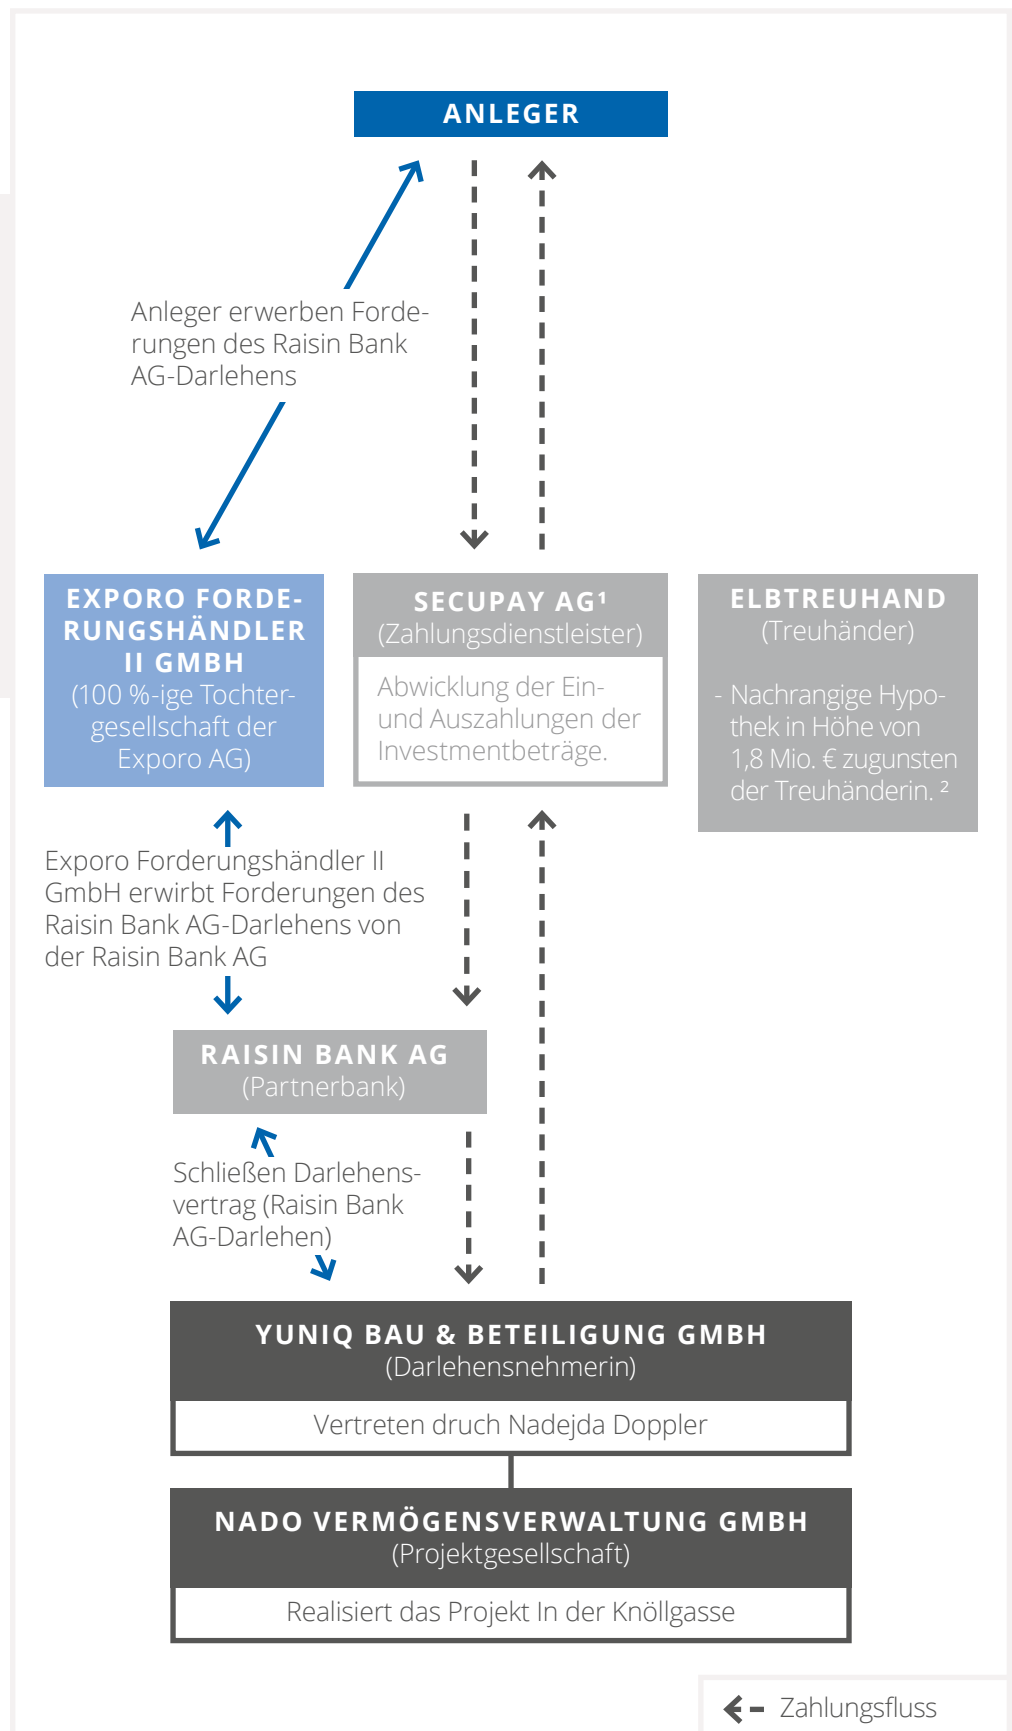 ANLEGER
Anleger erwerben Forde-
rungen des Raisin Bank
AG-Darlehens
EXPORO FORDE-
RUNGSHÄNDLER
II GMBH
(100 %-ige Tochter-
gesellschaft der
Exporo AG)
SECUPAY AG¹
(Zahlungsdienstleister)
Abwicklung der Ein-
und Auszahlungen der
Investmentbeträge.
ELBTREUHAND
(Treuhänder)
- Nachrangige Hypo-
thek in Höhe von
1,8 Mio. € zugunsten
der Treuhänderin. ²
Exporo Forderungshändler II
GmbH erwirbt Forderungen des
Raisin Bank AG-Darlehens von
der Raisin Bank AG
RAISIN BANK AG
(Partnerbank)
Schließen Darlehens-
vertrag (Raisin Bank
AG-Darlehen)
YUNIQ BAU & BETEILIGUNG GMBH
(Darlehensnehmerin)
Vertreten druch Nadejda Doppler
NADO VERMÖGENSVERWALTUNG GMBH
(Projektgesellschaft)
Realisiert das Projekt In der Knöllgasse
Zahlungsfluss